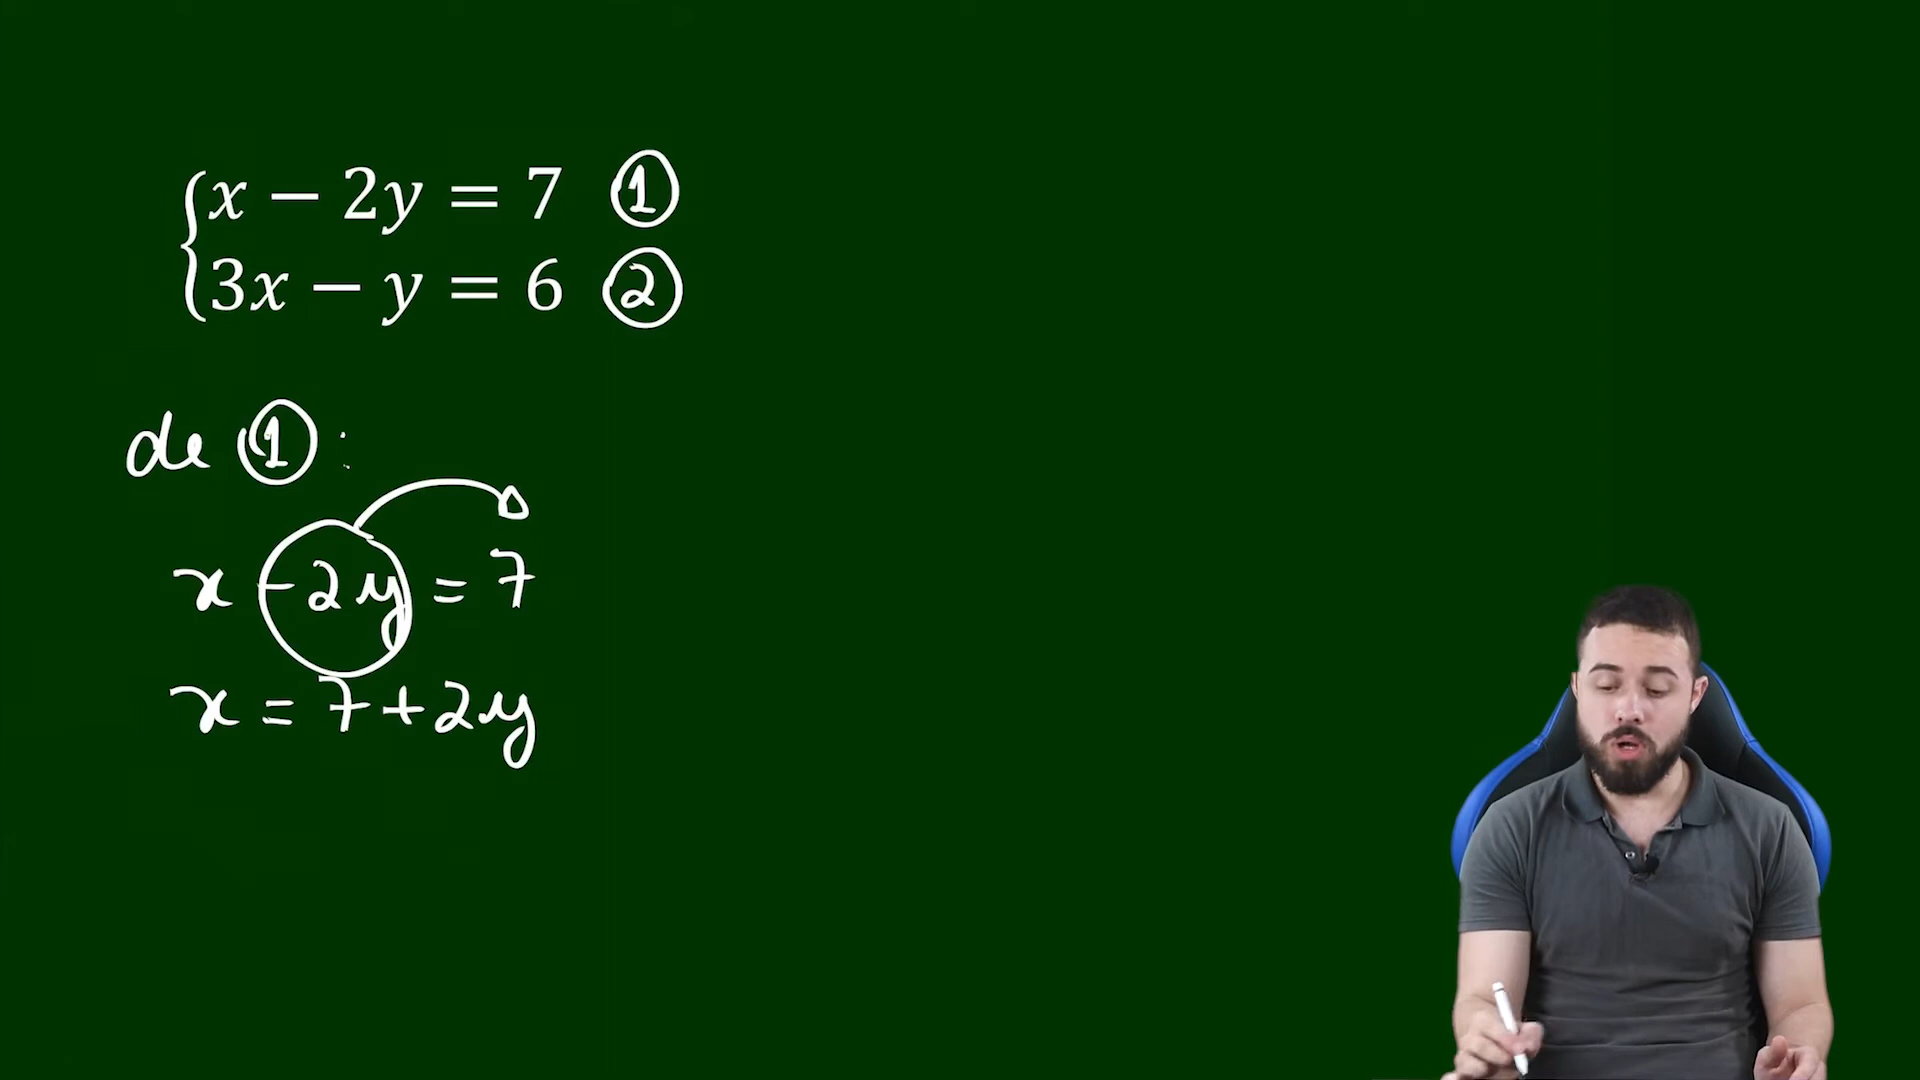 x − 2y = 7 ①
3x − y = 6 ②
de ①:
x − 2y = 7
x = 7 + 2y